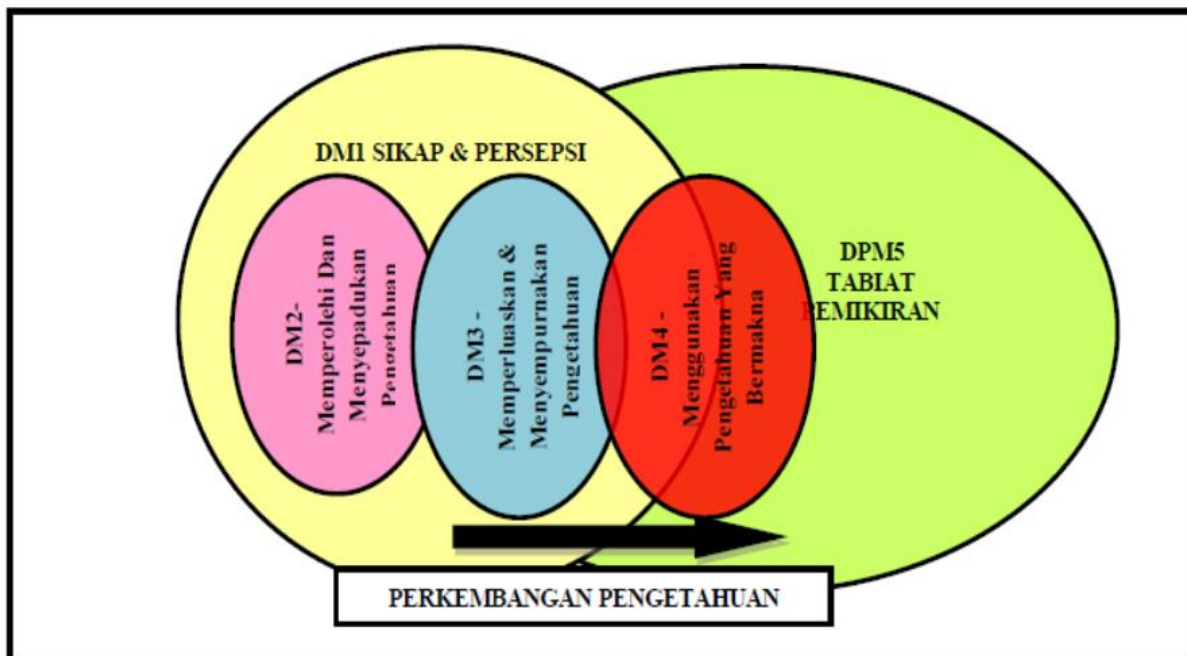 DM1 SIKAP & PERSEPSI
DM2-
Memperolehi Dan
Menyepadukan
Pengetahuan
DM3 -
Memperluaskan &
Menyempurnakan
Pengetahuan
DM4 -
Menggunakan
Pengetahuan Yang
Bermakna
DPM5
TABIAT
PEMIKIRAN
PERKEMBANGAN PENGETAHUAN